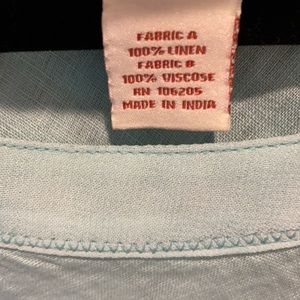 FABRIC A
100% LINEN
FABRIC B
100% VISCOSE
RN 106205
MADE IN INDIA